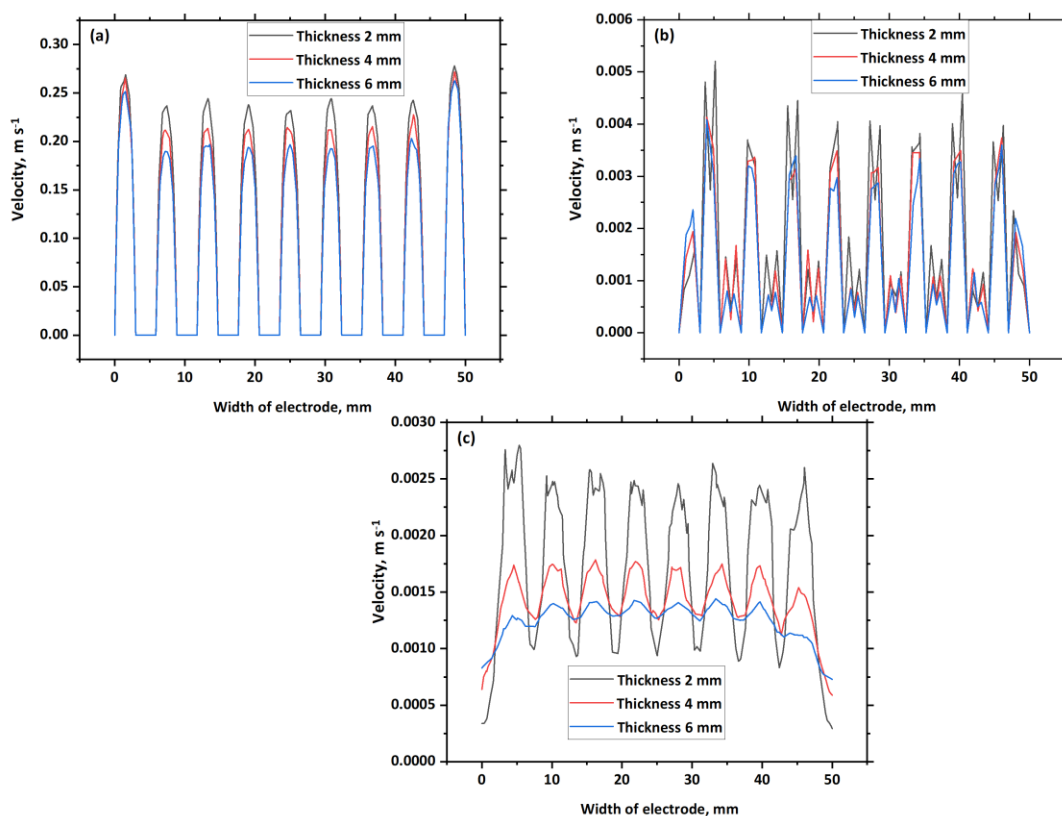 (a)
Thickness 2 mm
Thickness 4 mm
Thickness 6 mm
0.30
0.25
0.20
0.15
0.10
0.05
0.00
Velocity, m s-1
0 10 20 30 40 50
Width of electrode, mm
(b)
Thickness 2 mm
Thickness 4 mm
Thickness 6 mm
0.006
0.005
0.004
0.003
0.002
0.001
0.000
Velocity, m s-1
0 10 20 30 40 50
Width of electrode, mm
(c)
0.0030
0.0025
0.0020
0.0015
0.0010
0.0005
0.0000
Velocity, m s-1
Thickness 2 mm
Thickness 4 mm
Thickness 6 mm
0 10 20 30 40 50
Width of electrode, mm